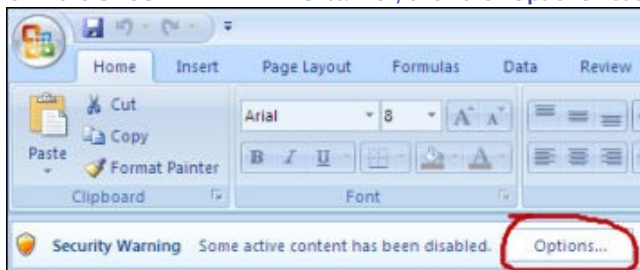 Home Insert Page Layout Formulas Data Review
Cut
Arial 8 A A
Copy
Paste
Format Painter
B I U A
Clipboard Font
Security Warning Some active content has been disabled. Options...